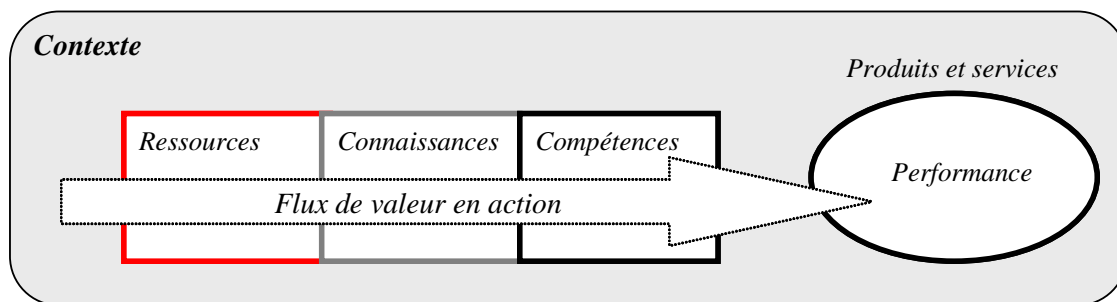 Contexte
Produits et services
Ressources
Connaissances
Compétences
Performance
Flux de valeur en action